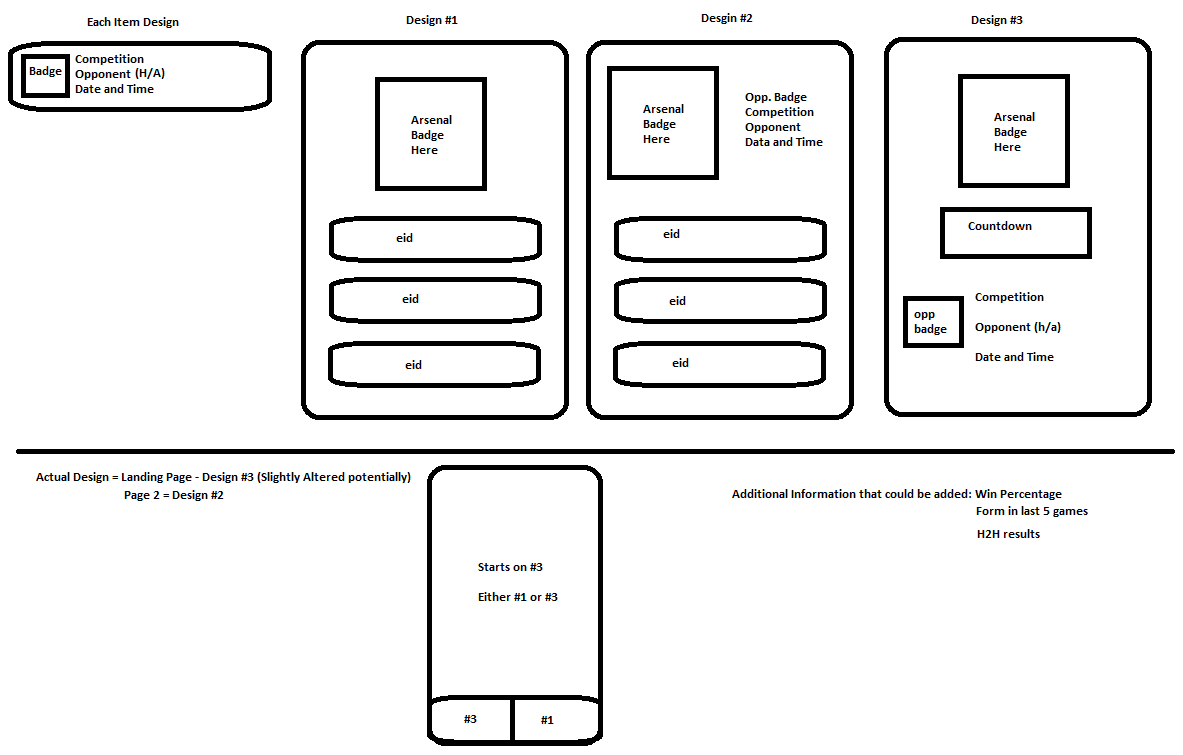 Each Item Design
Badge
Competition
Opponent (H/A)
Date and Time
Design #1
Arsenal
Badge
Here
eid
eid
eid
Desgin #2
Arsenal
Badge
Here
Opp. Badge
Competition
Opponent
Data and Time
eid
eid
eid
Design #3
Arsenal
Badge
Here
Countdown
opp
badge
Competition
Opponent (h/a)
Date and Time
Actual Design = Landing Page - Design #3 (Slightly Altered potentially)
Page 2 = Design #2
Starts on #3
Either #1 or #3
#3
#1
Additional Information that could be added: Win Percentage
Form in last 5 games
H2H results